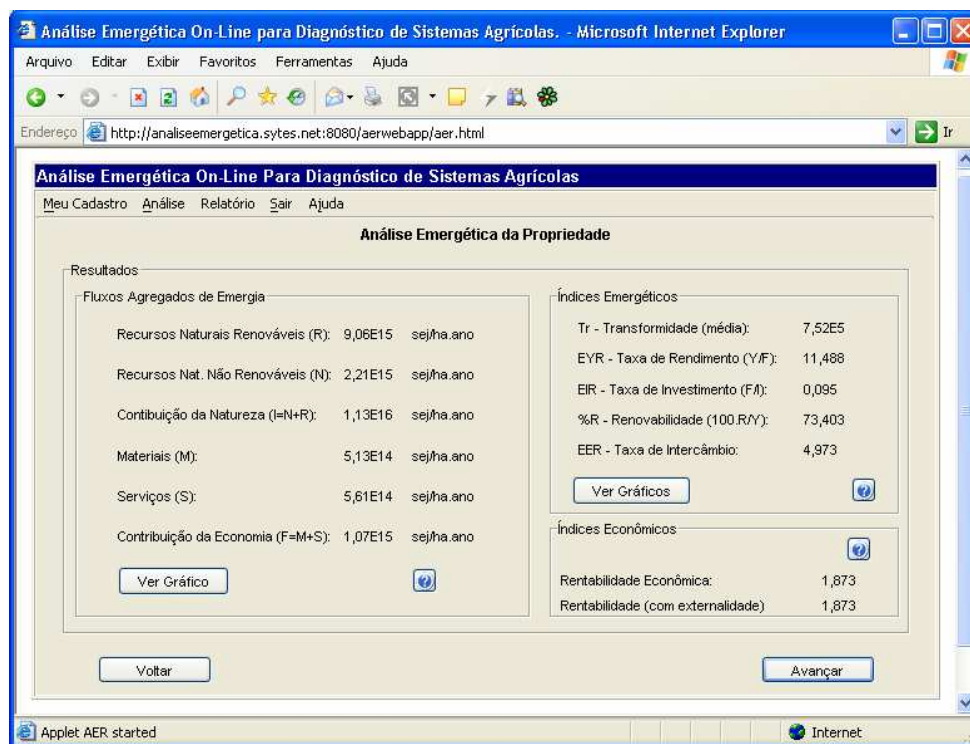 Análise Emergética On-Line para Diagnóstico de Sistemas Agrícolas. - Microsoft Internet Explorer
Arquivo Editar Exibir Favoritos Ferramentas Ajuda
Endereço http://analiseemergetica.sytes.net:8080/aerwebapp/aer.html Ir
Análise Emergética On-Line Para Diagnóstico de Sistemas Agrícolas
Meu Cadastro Análise Relatório Sair Ajuda
Análise Emergética da Propriedade
Resultados
Fluxos Agregados de Emergia
Recursos Naturais Renováveis (R): 9,06E15 sej/ha.ano
Recursos Nat. Não Renováveis (N): 2,21E15 sej/ha.ano
Contibuição da Natureza (I=N+R): 1,13E16 sej/ha.ano
Materiais (M): 5,13E14 sej/ha.ano
Serviços (S): 5,61E14 sej/ha.ano
Contribuição da Economia (F=M+S): 1,07E15 sej/ha.ano
Ver Gráfico
Índices Emergéticos
Tr - Transformidade (média): 7,52E5
EYR - Taxa de Rendimento (Y/F): 11,488
EIR - Taxa de Investimento (F/I): 0,095
%R - Renovabilidade (100.R/Y): 73,403
EER - Taxa de Intercâmbio: 4,973
Ver Gráficos
Índices Econômicos
Rentabilidade Econômica: 1,873
Rentabilidade (com externalidade) 1,873
Voltar
Avançar
Applet AER started Internet